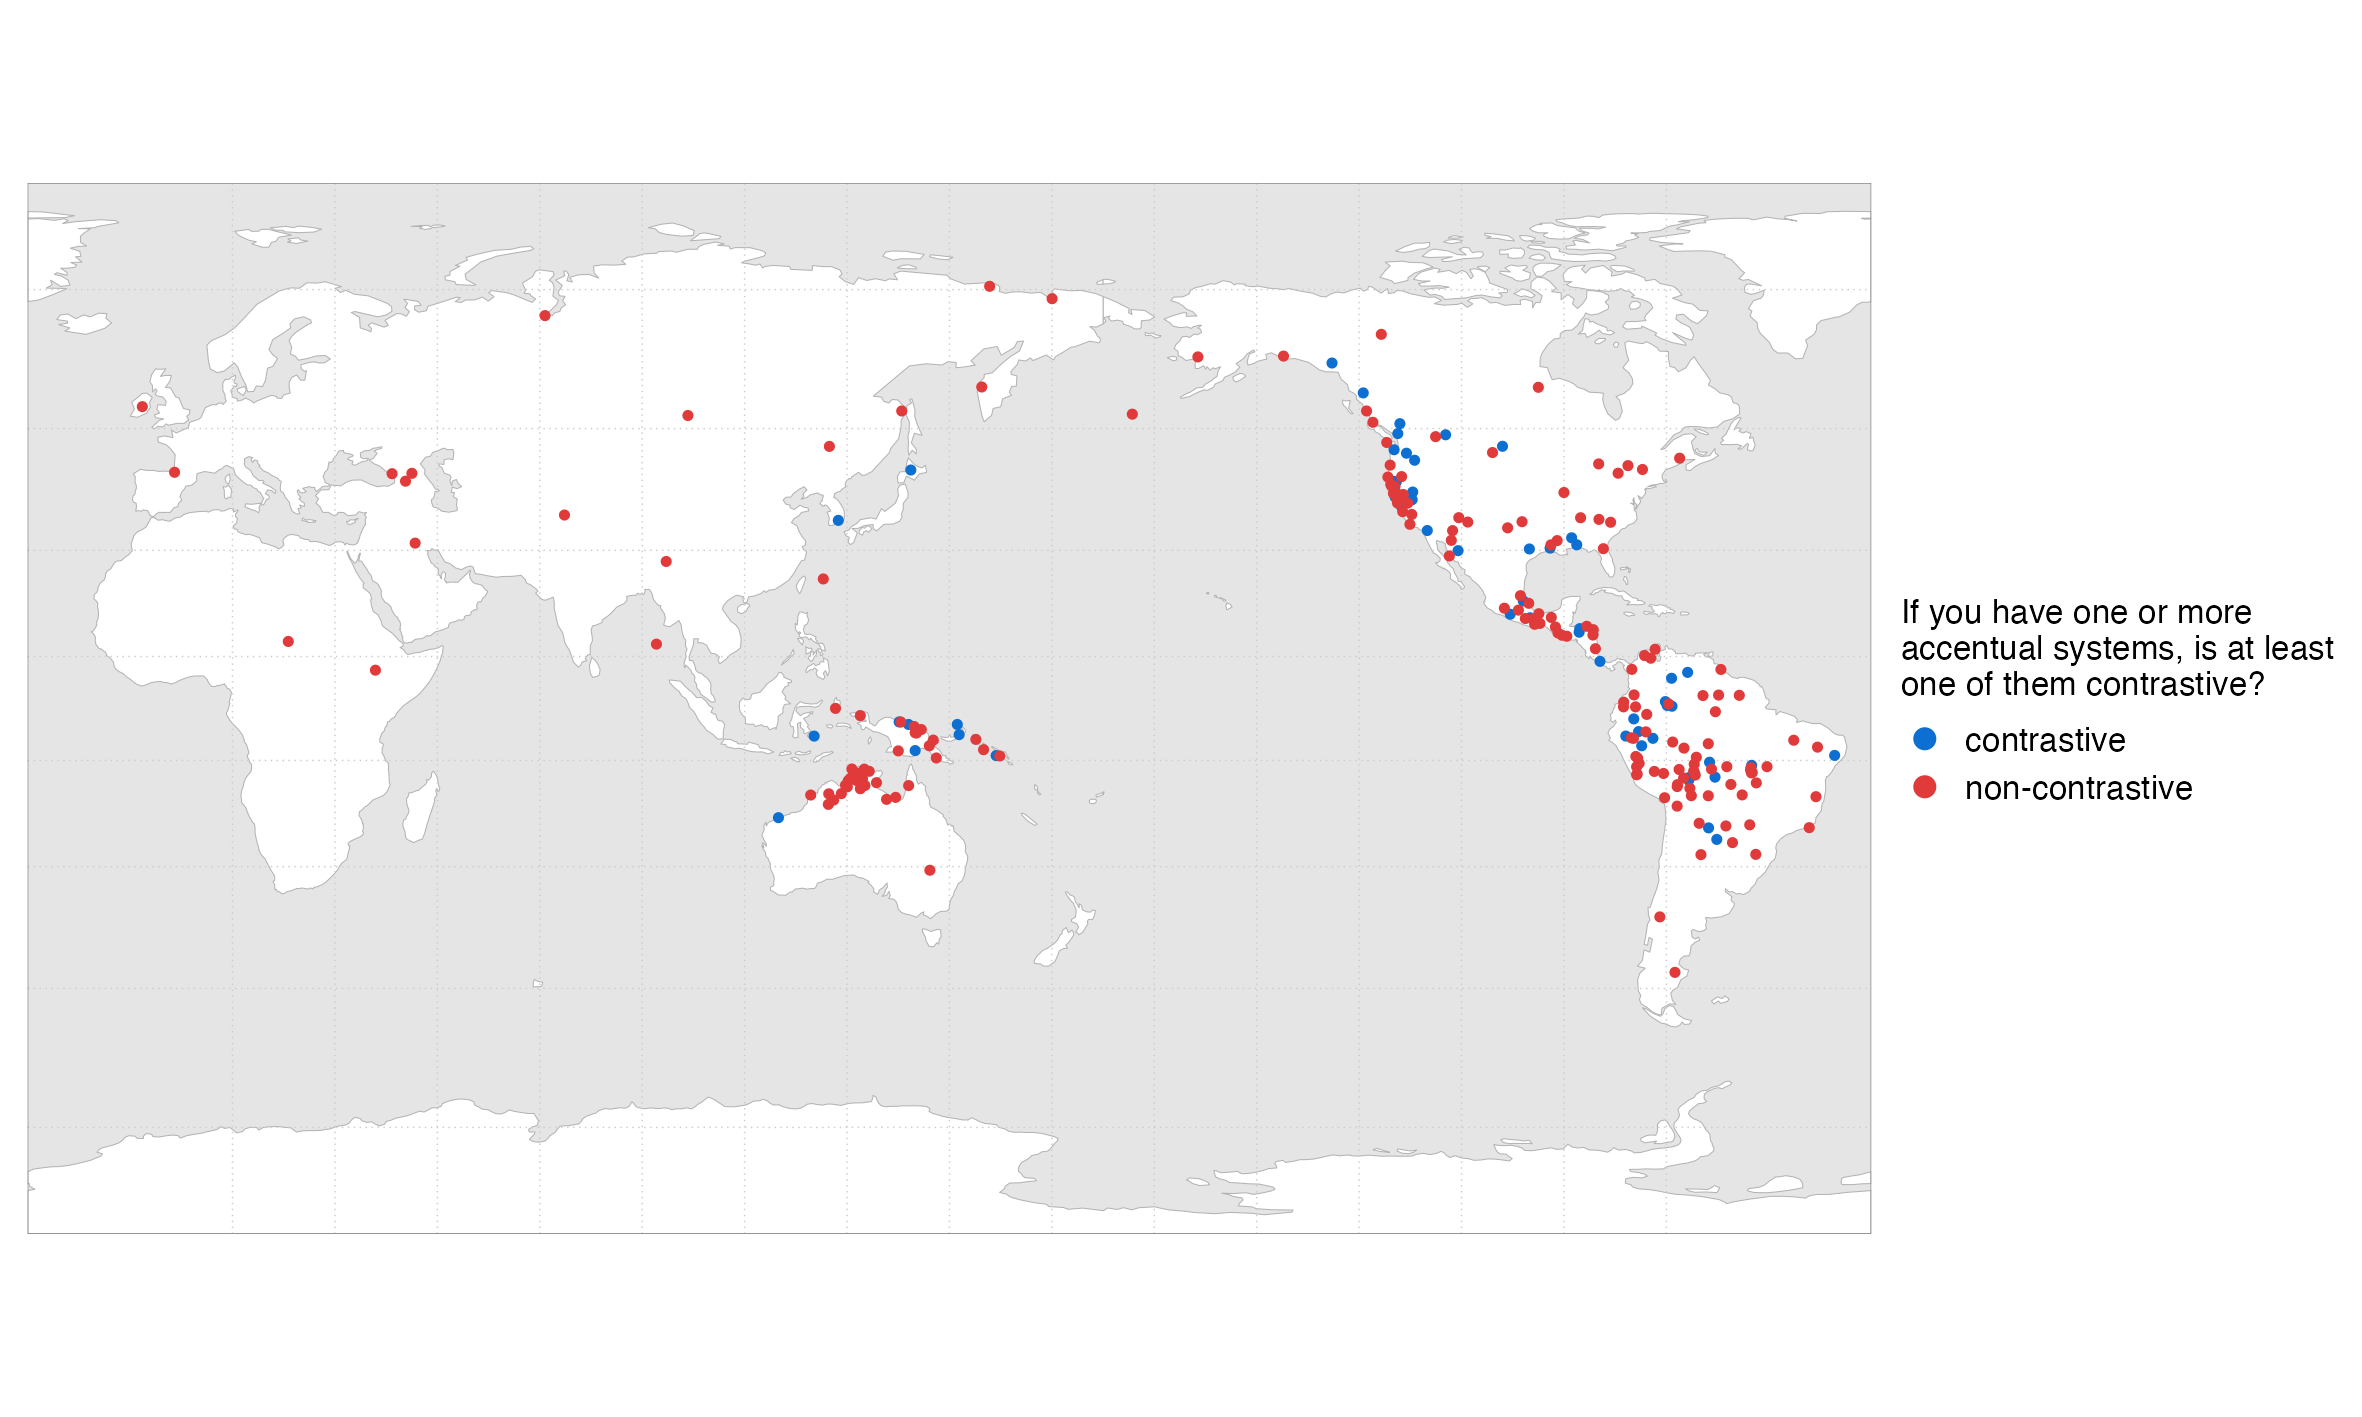 If you have one or more
accentual systems, is at least
one of them contrastive?
contrastive
non-contrastive